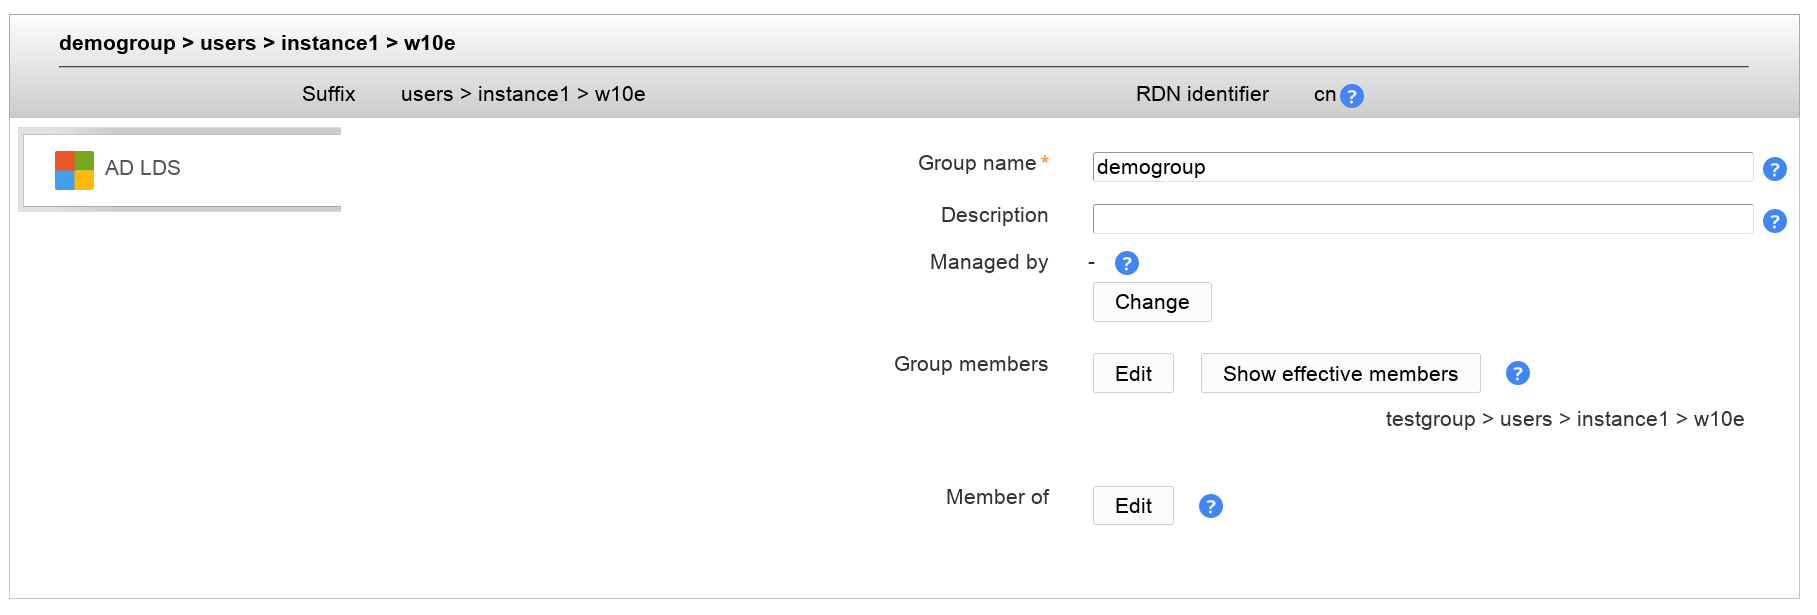 demogroup > users > instance1 > w10e
Suffix users > instance1 > w10e RDN identifier cn ?
AD LDS
Group name * demogroup ?
Description ?
Managed by - ?
Change
Group members Edit Show effective members ?
testgroup > users > instance1 > w10e
Member of Edit ?